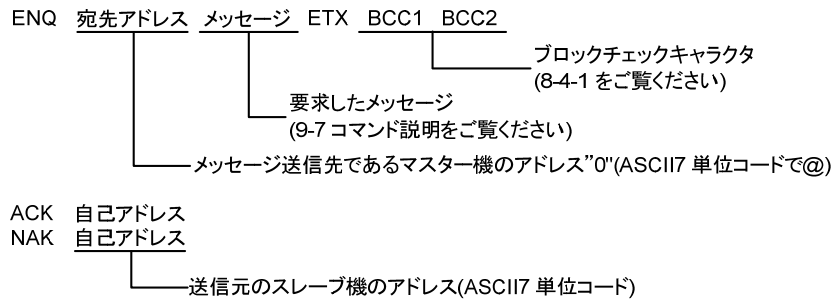 ENQ 宛先アドレス メッセージ ETX BCC1 BCC2
ブロックチェックキャラクタ
(8-4-1 をご覧ください)
要求したメッセージ
(9-7 コマンド説明をご覧ください)
メッセージ送信先であるマスター機のアドレス”0"(ASCII7 単位コードで@)
ACK 自己アドレス
NAK 自己アドレス
送信元のスレーブ機のアドレス(ASCII7 単位コード)